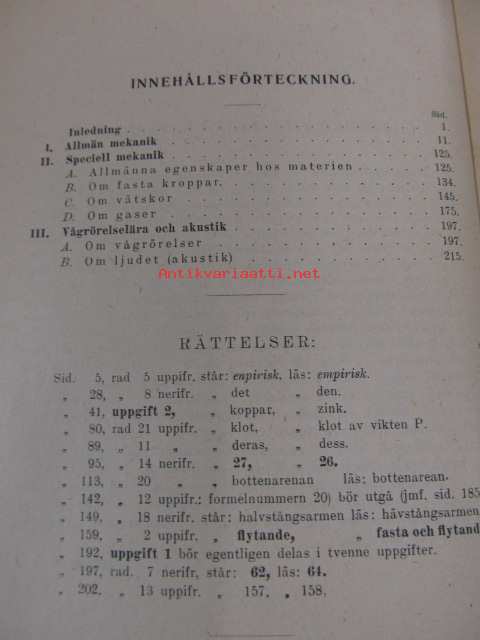 INNEHÅLLSFÖRTECKNING.
Sid.
Inledning . . . . . . . . . . . . . . . 1.
I. Allmän mekanik . . . . . . . . . . . . . 11.
II. Speciell mekanik . . . . . . . . . . . . . 125.
A. Allmänna egenskaper hos materien . . . . . 125.
B. Om fasta kroppar. . . . . . . . . . . . 134.
C. Om vätskor . . . . . . . . . . . . . 145.
D. Om gaser . . . . . . . . . . . . . . 175.
III. Vågrörelselära och akustik . . . . . . . . . . 197.
A. Om vågrörelser . . . . . . . . . . . . 197.
B. Om ljudet (akustik) . . . . . . . . . . . 215.
Antikvariaatti.net
RÄTTELSER:
Sid. 5, rad 5 uppifr. står: enpirisk. läs: empirisk.
„ 28, „ 8 nerifr. „ det „ den.
„ 41, uppgift 2, „ koppar, „ zink.
„ 80, rad 21 uppifr. „ klot, „ klot av vikten P.
„ 89, „ 11 „ „ deras, „ dess.
„ 95, „ 14 nerifr. „ 27, „ 26.
„ 113, „ 20 „ „ bottenarenan läs: bottenarean.
„ 142, „ 12 uppifr.: formelnummern 20) bör utgå (jmf. sid. 185
„ 149, „ 18 nerifr. står: halvstångsarmen läs: hävstångsarmen
„ 159, „ 2 uppifr. „ flytande, „ fasta och flytand
„ 192, uppgift 1 bör egentligen delas i tvenne uppgifter.
„ 197, rad. 7 nerifr, står: 62, läs: 64.
„ 202. „ 13 uppifr. „ 157. „ 158.